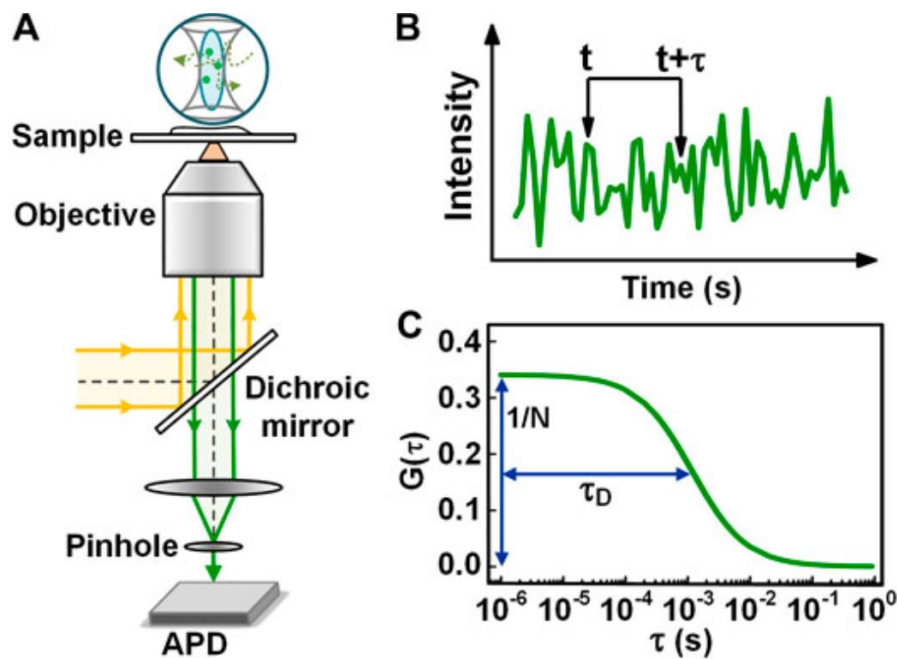 A
Sample
Objective
Dichroic
mirror
Pinhole
APD
B
Intensity
t
t+τ
Time (s)
C
G(τ)
0.4
0.3
0.2
0.1
0.0
1/N
τD
10⁻⁶ 10⁻⁵ 10⁻⁴ 10⁻³ 10⁻² 10⁻¹ 10⁰
τ (s)